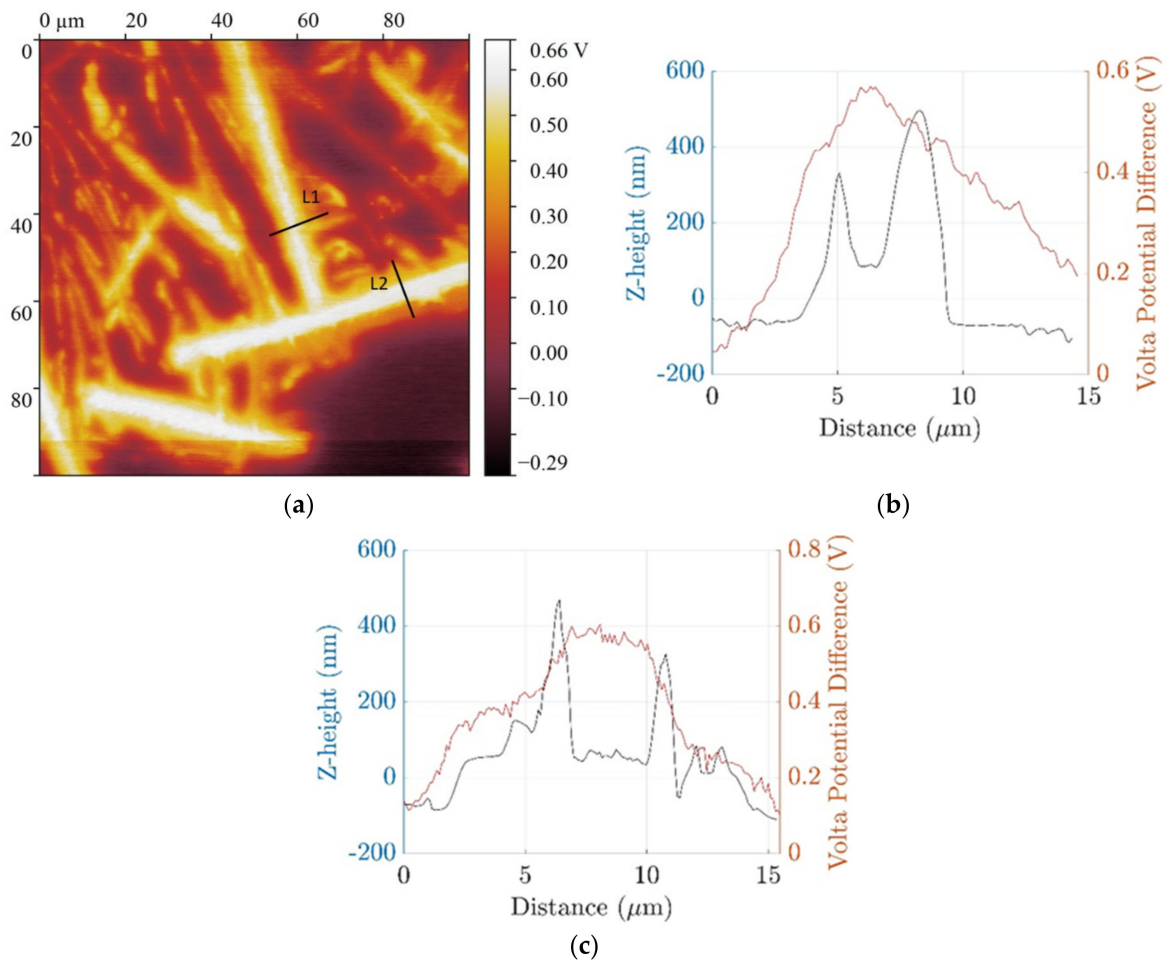 0 μm 20 40 60 80
0
20
40
60
80
L1
L2
0.66 V
0.60
0.50
0.40
0.30
0.20
0.10
0.00
−0.10
−0.29
(a)
600
400
200
0
-200
Z-height (nm)
0 5 10 15
Distance (μm)
0.6
0.4
0.2
0
Volta Potential Difference (V)
(b)
600
400
200
0
-200
Z-height (nm)
0 5 10 15
Distance (μm)
0.8
0.6
0.4
0.2
0
Volta Potential Difference (V)
(c)